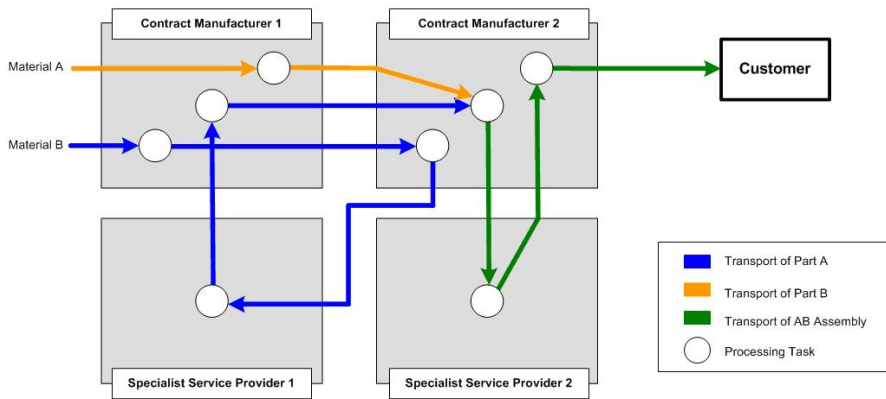 Contract Manufacturer 1
Contract Manufacturer 2
Material A
Customer
Material B
Transport of Part A
Transport of Part B
Transport of AB Assembly
Processing Task
Specialist Service Provider 1
Specialist Service Provider 2